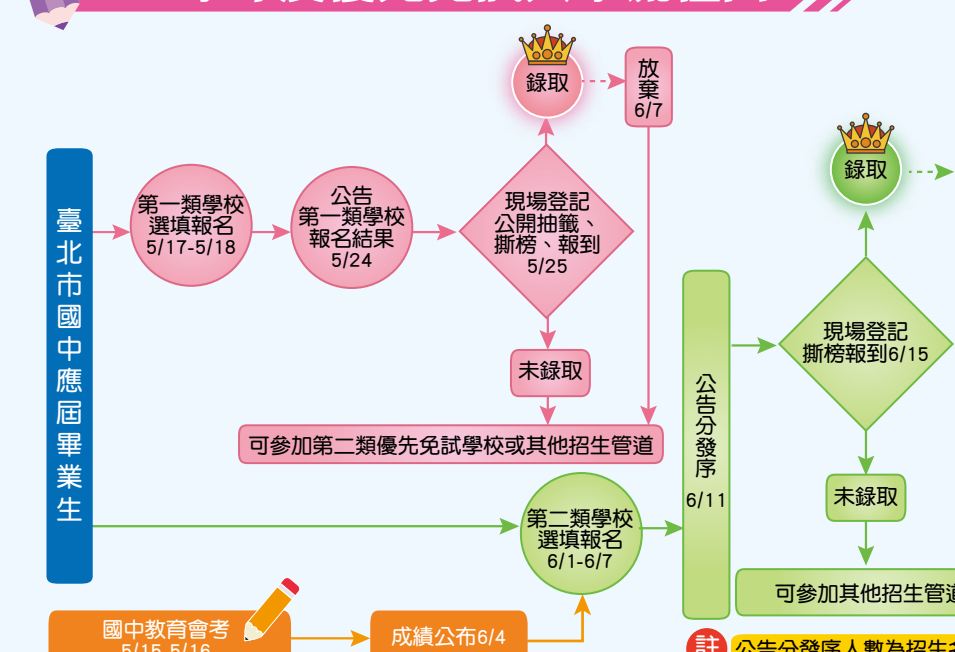 錄取
放棄
6/7
錄取
臺北市國中應屆畢業生
第一類學校
選填報名
5/17-5/18
公告
第一類學校
報名結果
5/24
現場登記
公開抽籤、
撕榜、報到
5/25
未錄取
可參加第二類優先免試學校或其他招生管道
第二類學校
選填報名
6/1-6/7
公告分發序
6/11
現場登記
撕榜報到6/15
未錄取
可參加其他招生管道
國中教育會考
5/15-5/16
成績公布6/4
註
公告分發序人數為招生名